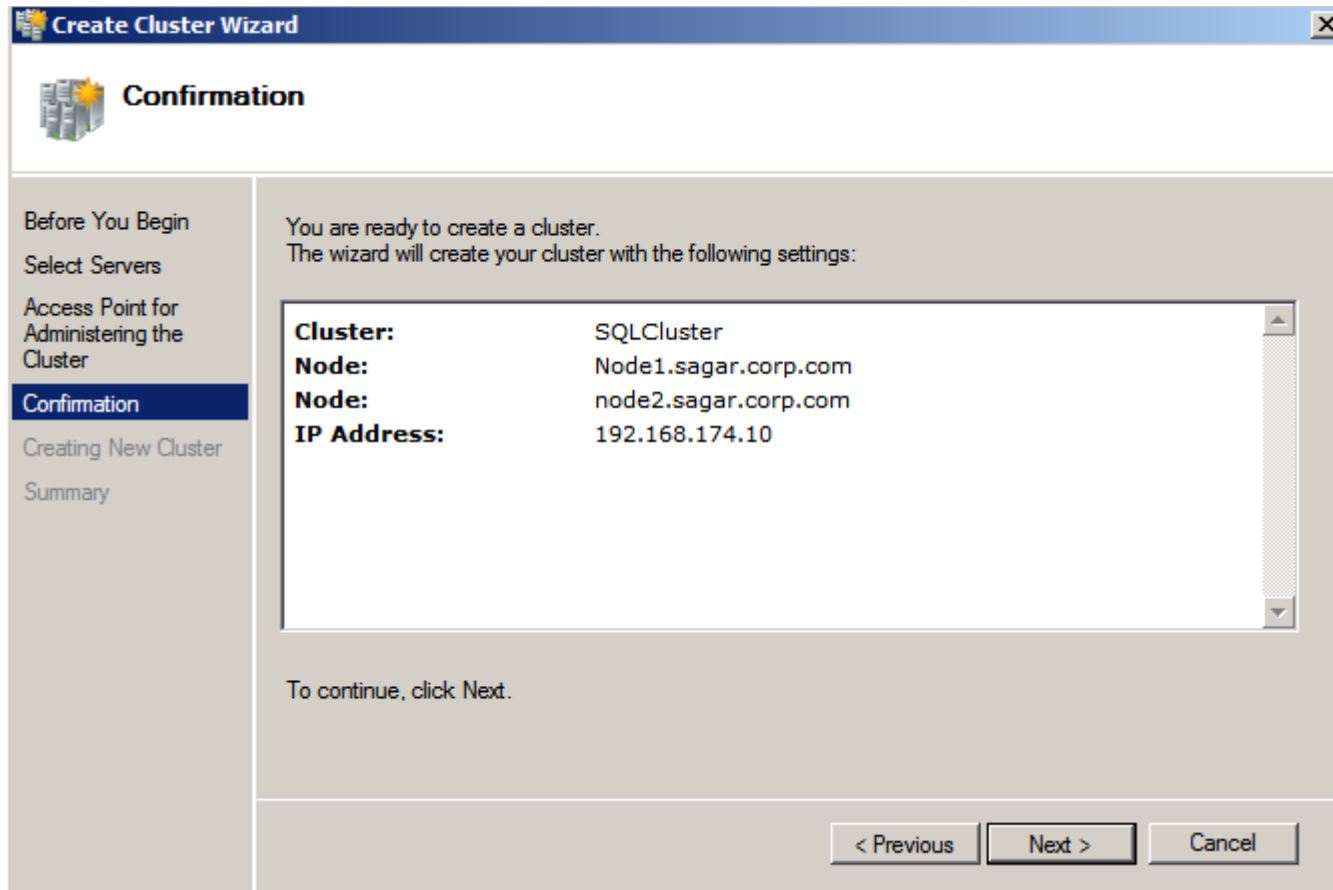 Create Cluster Wizard
Confirmation
Before You Begin
Select Servers
Access Point for
Administering the
Cluster
Confirmation
Creating New Cluster
Summary
You are ready to create a cluster.
The wizard will create your cluster with the following settings:
Cluster: SQLCluster
Node: Node1.sagar.corp.com
Node: node2.sagar.corp.com
IP Address: 192.168.174.10
To continue, click Next.
< Previous Next > Cancel